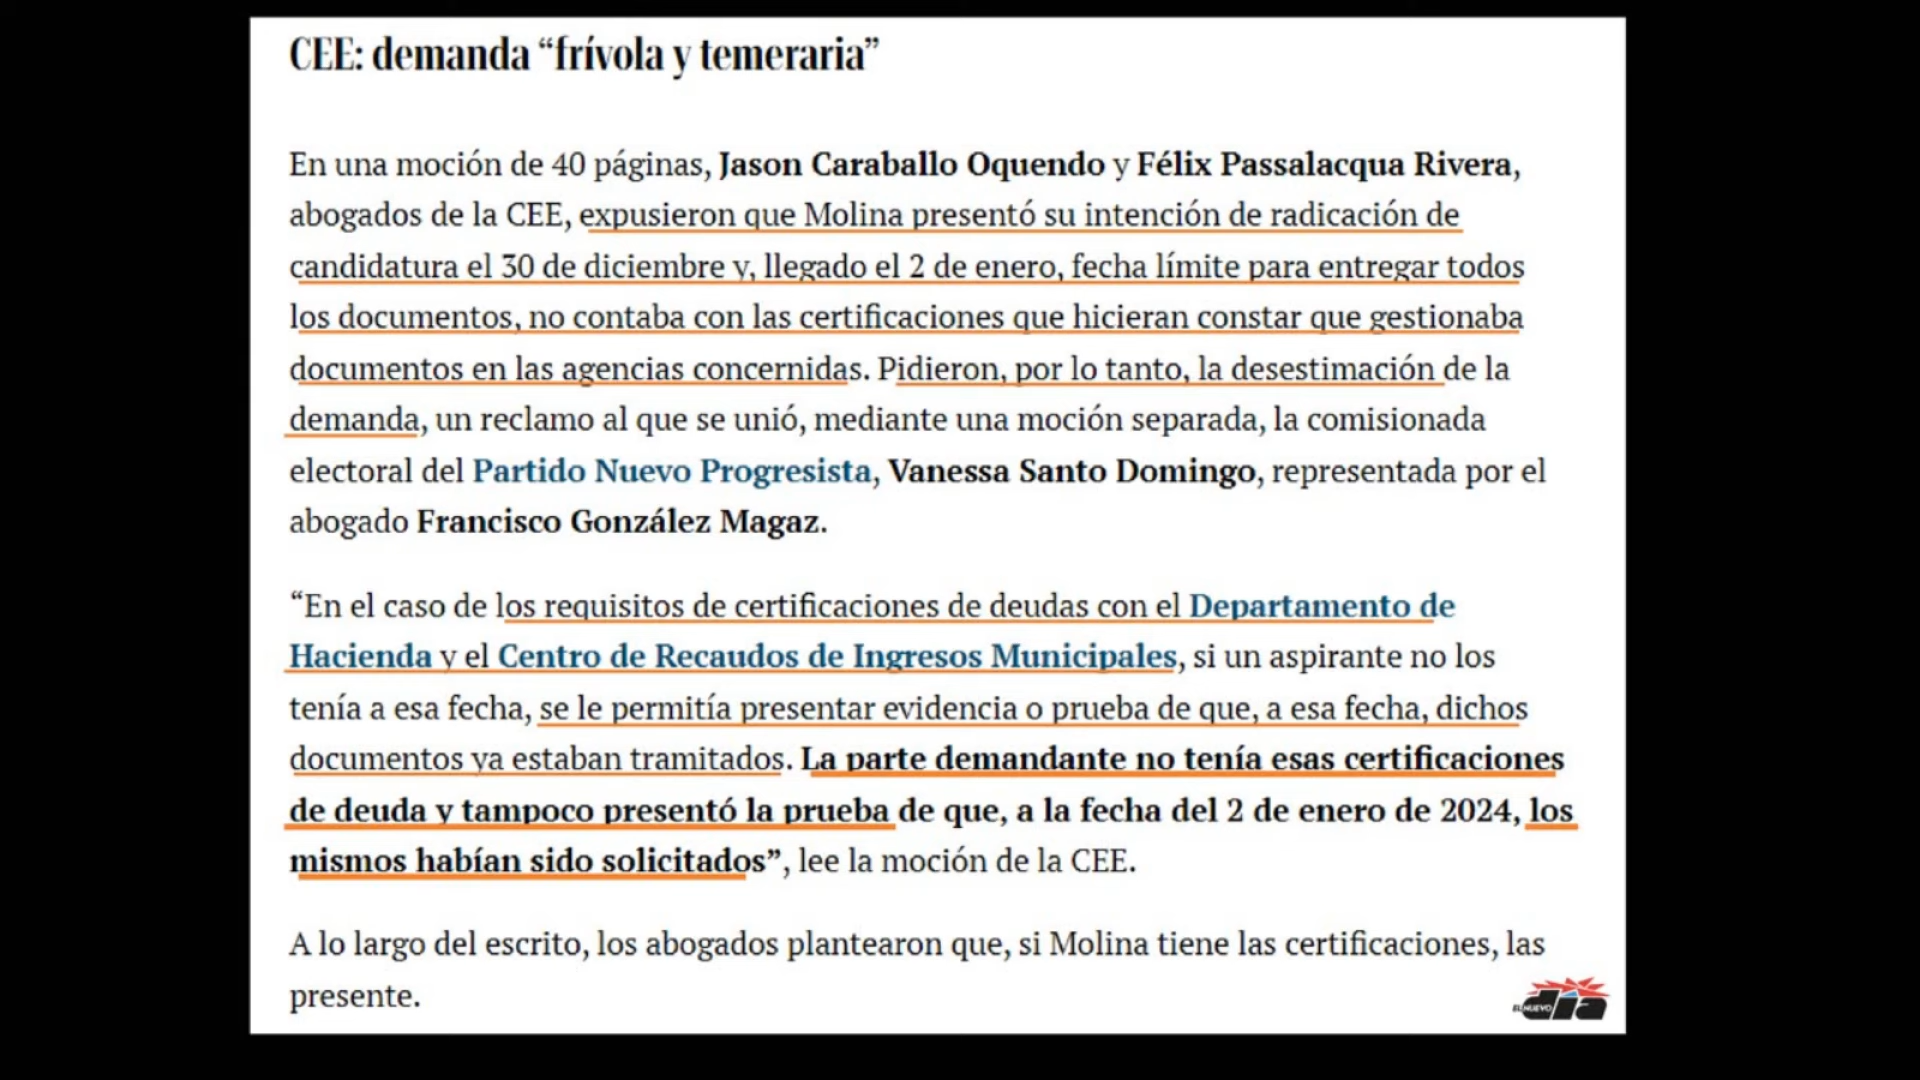 CEE: demanda “frívola y temeraria”
En una moción de 40 páginas, Jason Caraballo Oquendo y Félix Passalacqua Rivera,
abogados de la CEE, expusieron que Molina presentó su intención de radicación de
candidatura el 30 de diciembre y, llegado el 2 de enero, fecha límite para entregar todos
los documentos, no contaba con las certificaciones que hicieran constar que gestionaba
documentos en las agencias concernidas. Pidieron, por lo tanto, la desestimación de la
demanda, un reclamo al que se unió, mediante una moción separada, la comisionada
electoral del Partido Nuevo Progresista, Vanessa Santo Domingo, representada por el
abogado Francisco González Magaz.
“En el caso de los requisitos de certificaciones de deudas con el Departamento de
Hacienda y el Centro de Recaudos de Ingresos Municipales, si un aspirante no los
tenía a esa fecha, se le permitía presentar evidencia o prueba de que, a esa fecha, dichos
documentos ya estaban tramitados. La parte demandante no tenía esas certificaciones
de deuda y tampoco presentó la prueba de que, a la fecha del 2 de enero de 2024, los
mismos habían sido solicitados”, lee la moción de la CEE.
A lo largo del escrito, los abogados plantearon que, si Molina tiene las certificaciones, las
presente.
EL NUEVO día